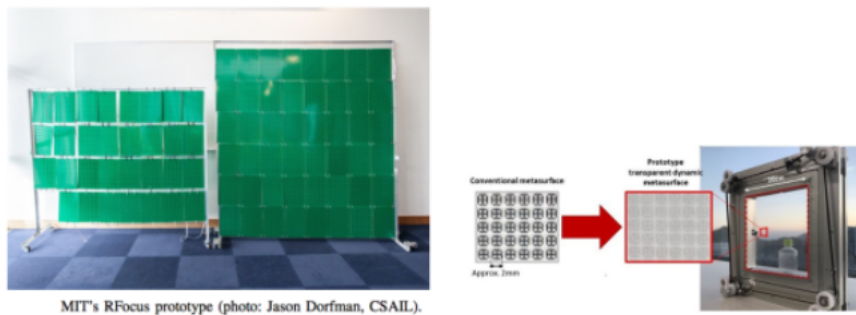 MIT's RFocus prototype (photo: Jason Dorfman, CSAIL).
Conventional metasurface
Approx. 2mm
Prototype
transparent dynamic
metasurface